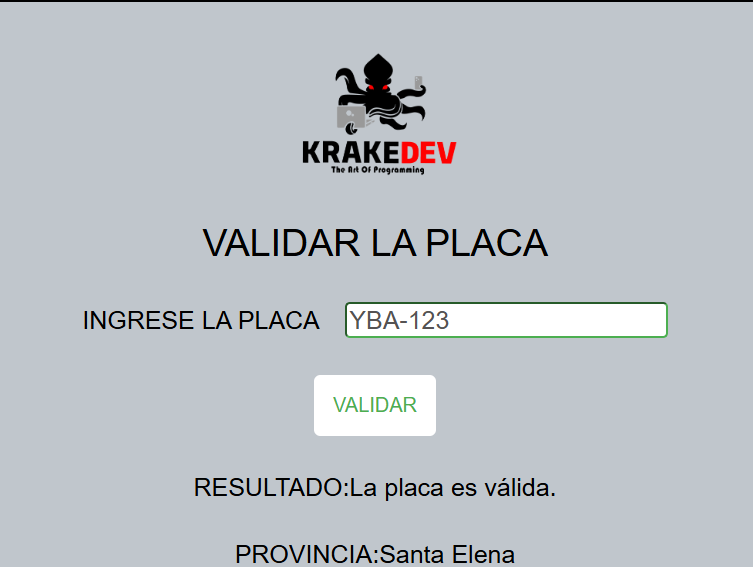 KRAKEDEV
The Art Of Programming
VALIDAR LA PLACA
INGRESE LA PLACA YBA-123
VALIDAR
RESULTADO:La placa es válida.
PROVINCIA:Santa Elena